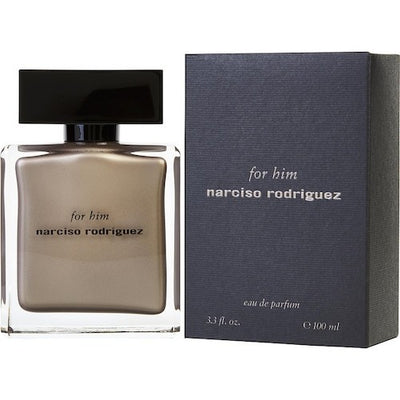 for him
narciso rodriguez
for him
narciso rodriguez
eau de parfum
3.3 fl. oz. ℮ 100 ml